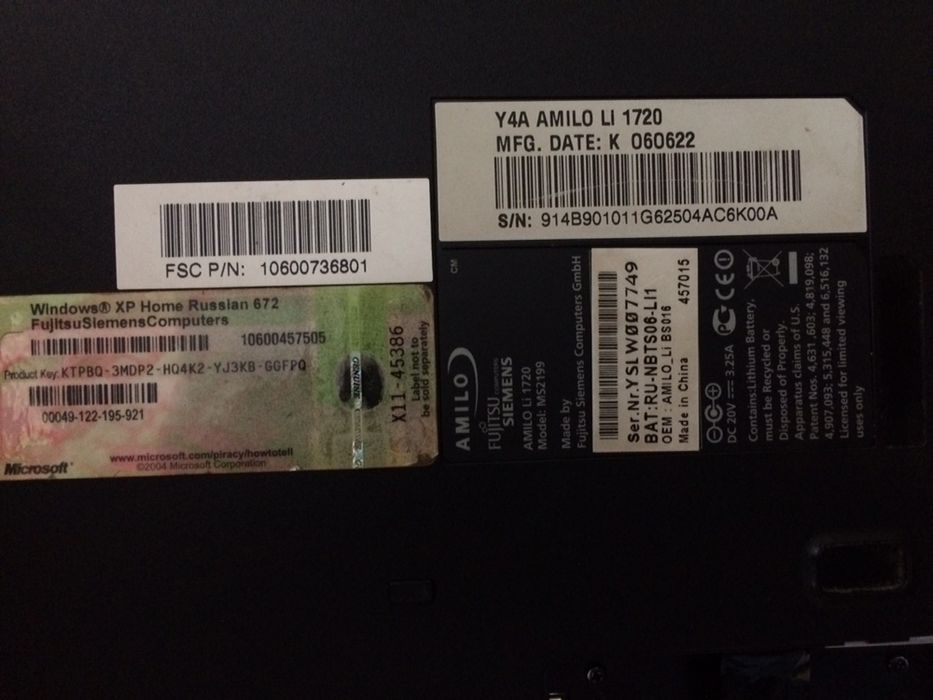 Y4A AMILO LI 1720
MFG. DATE: K 060622
S/N: 914B901011G62504AC6K00A
FSC P/N: 10600736801
Windows® XP Home Russian 672
FujitsuSiemensComputers
10600457505
Product Key: KTPBQ-3MDP2-HQ4K2-YJ3KB-GGFPQ
00049-122-195-921
X11-45386
Label not to
be sold separately
GENUINE
www.microsoft.com/piracy/howtotell
©2004 Microsoft Corporation
Microsoft®
CM
AMILO
FUJITSU COMPUTERS
SIEMENS
AMILO Li 1720
Model: MS2199
Made by
Fujitsu Siemens Computers GmbH
Ser.Nr.YSLW007749
BAT:RU-NBTS06-LI1
OEM : AMILO_Li BS016
Made in China 457015
DC 20V 3.25A
Contains:Lithium Battery.
must be Recycled or
Disposed of Properly.
Apparatus claims of U.S.
Patent Nos. 4,631,603; 4,819,098;
4,907,093; 5,315,448 and 6,516,132
Licensed for limited viewing
uses only